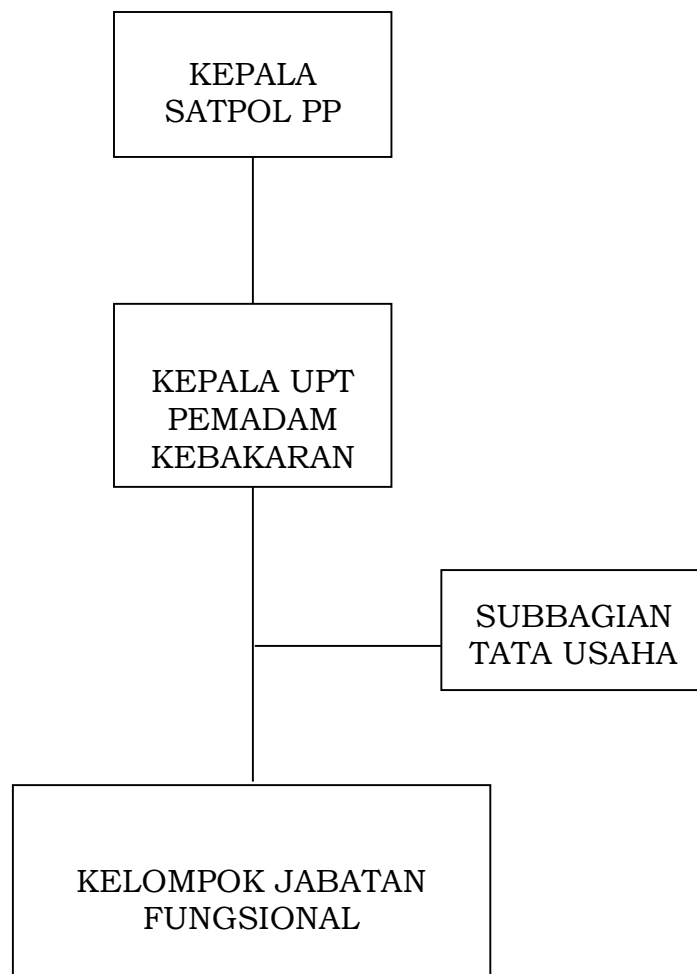 KEPALA
SATPOL PP
KEPALA UPT
PEMADAM
KEBAKARAN
SUBBAGIAN
TATA USAHA
KELOMPOK JABATAN
FUNGSIONAL